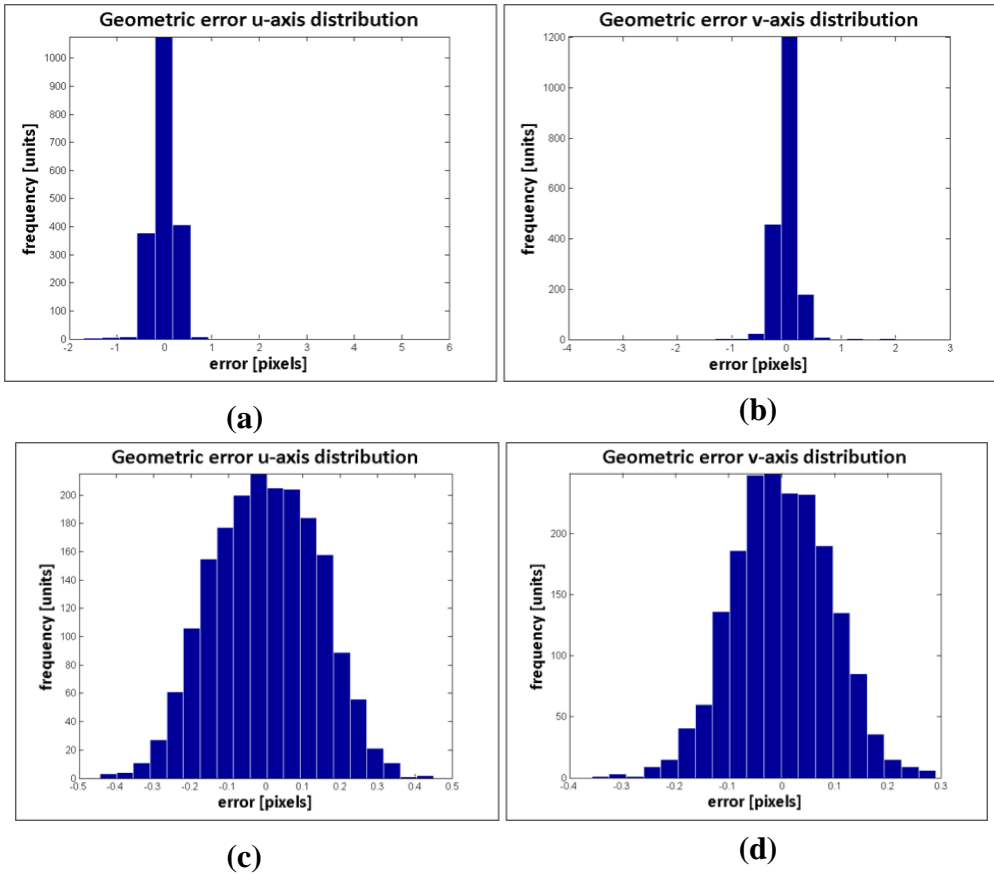 Geometric error u-axis distribution
frequency [units]
1000
900
800
700
600
500
400
300
200
100
0
-2 -1 0 1 2 3 4 5 6
error [pixels]
(a)
Geometric error v-axis distribution
frequency [units]
1200
1000
800
600
400
200
0
-4 -3 -2 -1 0 1 2 3
error [pixels]
(b)
Geometric error u-axis distribution
frequency [units]
200
180
160
140
120
100
80
60
40
20
0
-0.5 -0.4 -0.3 -0.2 -0.1 0 0.1 0.2 0.3 0.4 0.5
error [pixels]
(c)
Geometric error v-axis distribution
frequency [units]
200
150
100
50
0
-0.4 -0.3 -0.2 -0.1 0 0.1 0.2 0.3
error [pixels]
(d)